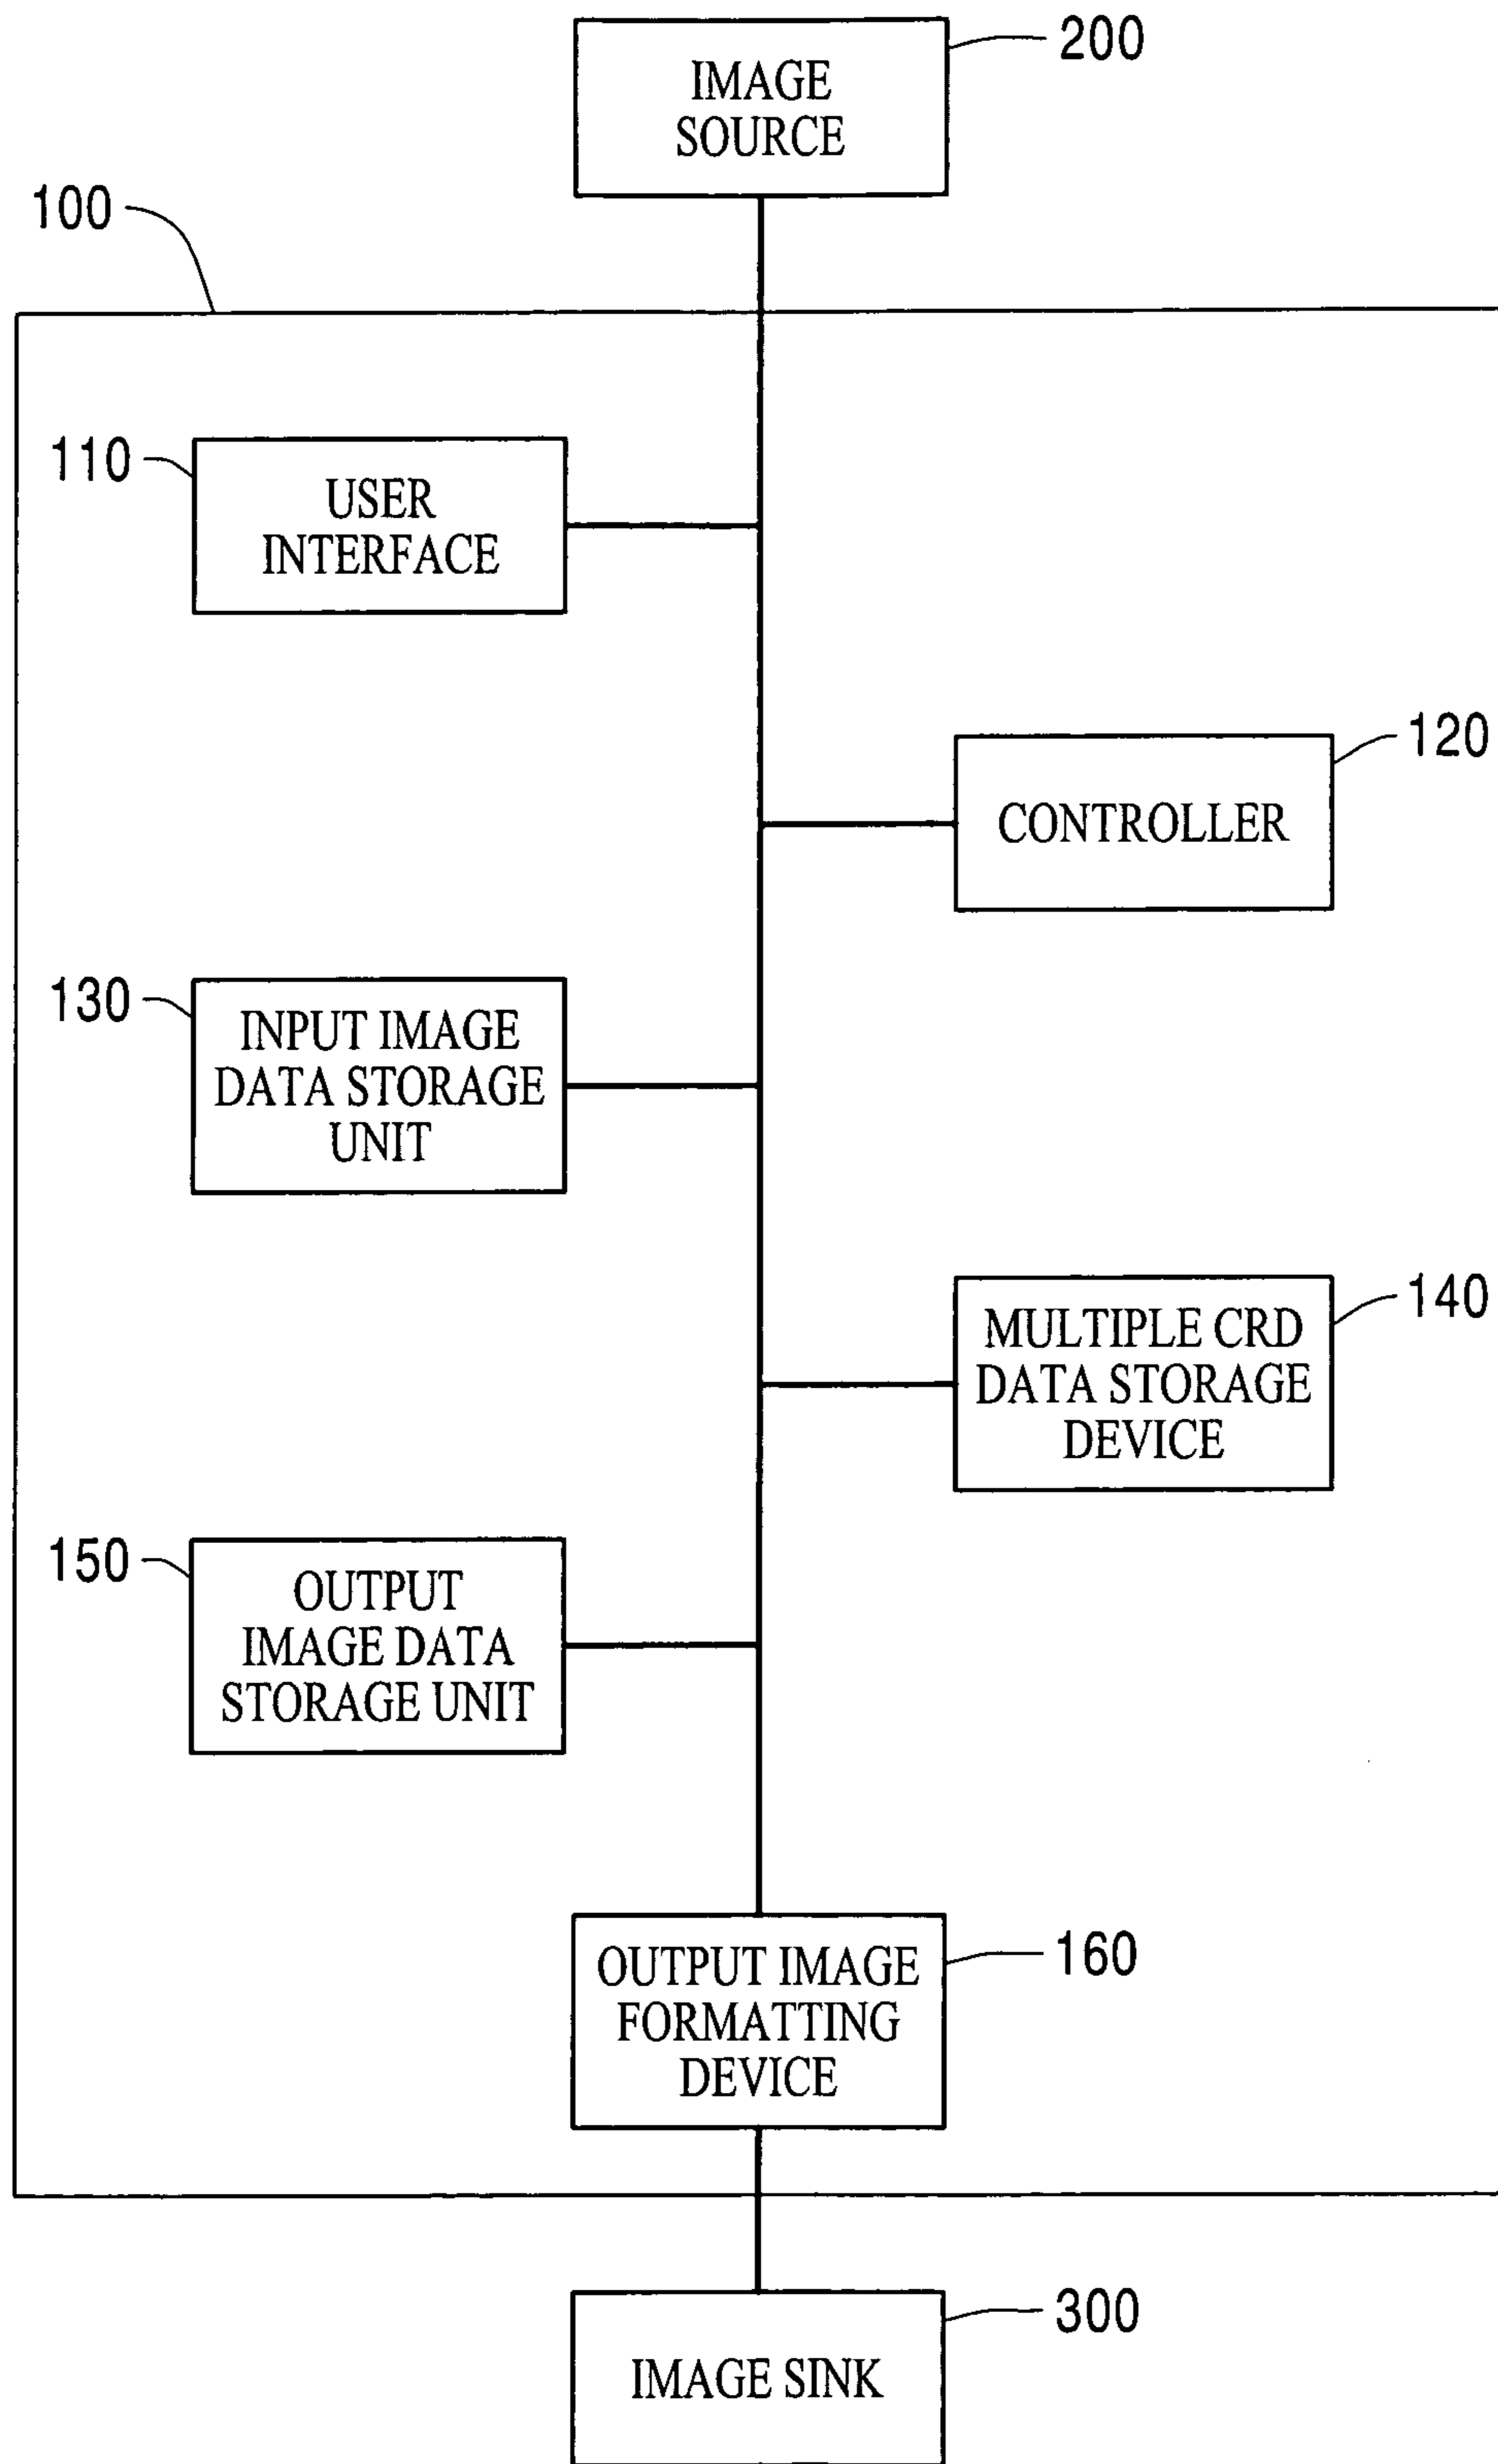 200
IMAGE
SOURCE
100
110
USER
INTERFACE
120
CONTROLLER
130
INPUT IMAGE
DATA STORAGE
UNIT
140
MULTIPLE CRD
DATA STORAGE
DEVICE
150
OUTPUT
IMAGE DATA
STORAGE UNIT
160
OUTPUT IMAGE
FORMATTING
DEVICE
300
IMAGE SINK